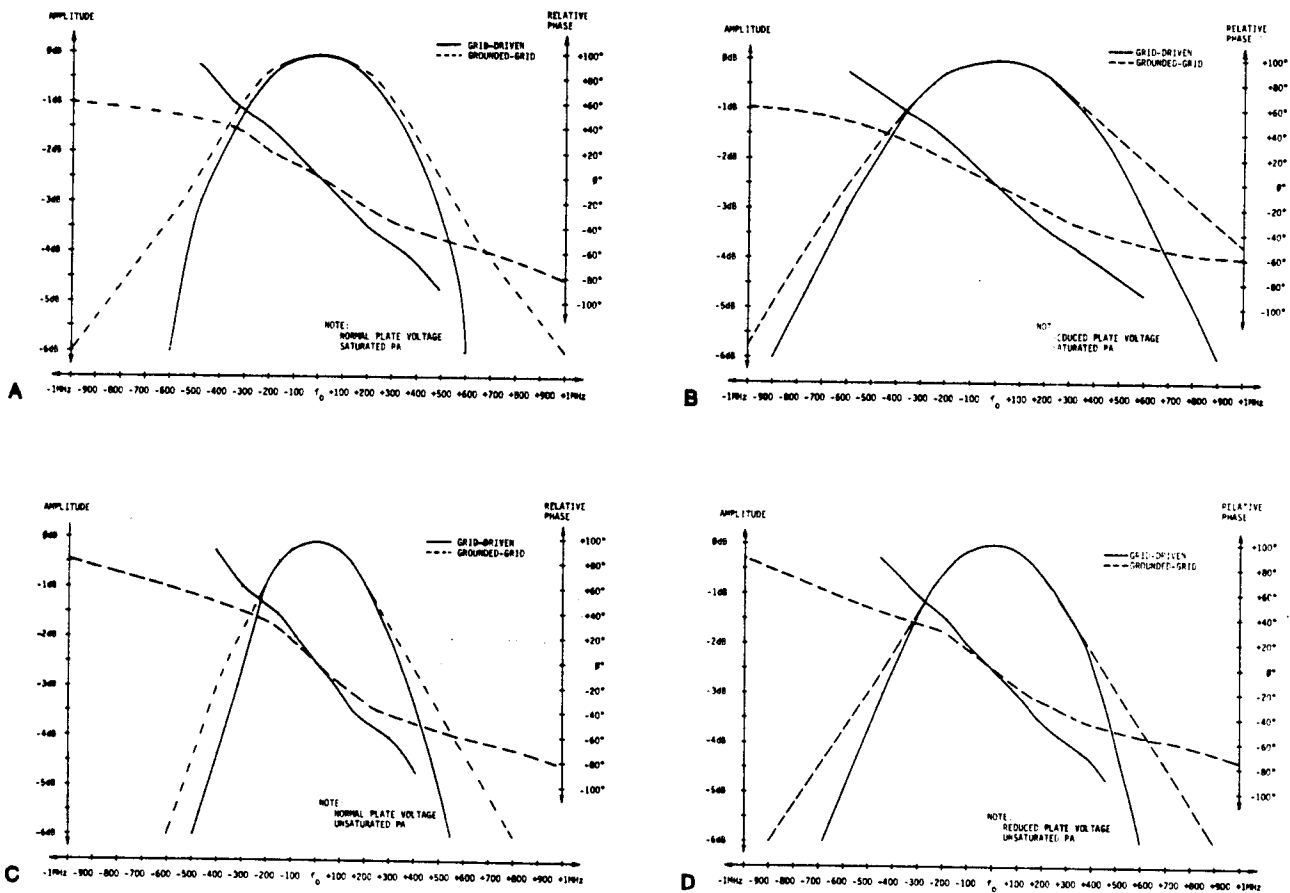 AMPLITUDE
RELATIVE
PHASE
GRID-DRIVEN
GROUNDED-GRID
0dB
-1dB
-2dB
-3dB
-4dB
-5dB
-6dB
+100°
+80°
+60°
+40°
+20°
0°
-20°
-40°
-60°
-80°
-100°
NOTE:
NORMAL PLATE VOLTAGE
SATURATED PA
-1MHz -900 -800 -700 -600 -500 -400 -300 -200 -100 fo +100 +200 +300 +400 +500 +600 +700 +800 +900 +1MHz
A
AMPLITUDE
RELATIVE
PHASE
GRID-DRIVEN
GROUNDED-GRID
0dB
-1dB
-2dB
-3dB
-4dB
-5dB
-6dB
+100°
+80°
+60°
+40°
+20°
0°
-20°
-40°
-60°
-80°
-100°
NOT
EDUCED PLATE VOLTAGE
ATURATED PA
-1MHz -900 -800 -700 -600 -500 -400 -300 -200 -100 fo +100 +200 +300 +400 +500 +600 +700 +800 +900 +1MHz
B
AMPLITUDE
RELATIVE
PHASE
GRID-DRIVEN
GROUNDED-GRID
0dB
-1dB
-2dB
-3dB
-4dB
-5dB
-6dB
+100°
+80°
+60°
+40°
+20°
0°
-20°
-40°
-60°
-80°
-100°
NOTE
NORMAL PLATE VOLTAGE
UNSATURATED PA
-1MHz -900 -800 -700 -600 -500 -400 -300 -200 -100 fo +100 +200 +300 +400 +500 +600 +700 +800 +900 +1MHz
C
AMPLITUDE
RELATIVE
PHASE
GRID-DRIVEN
GROUNDED-GRID
0dB
-1dB
-2dB
-3dB
-4dB
-5dB
-6dB
+100°
+80°
+60°
+40°
+20°
0°
-20°
-40°
-60°
-80°
-100°
NOTE:
REDUCED PLATE VOLTAGE
UNSATURATED PA
-1MHz -900 -800 -700 -600 -500 -400 -300 -200 -100 fo +100 +200 +300 +400 +500 +600 +700 +800 +900 +1MHz
D